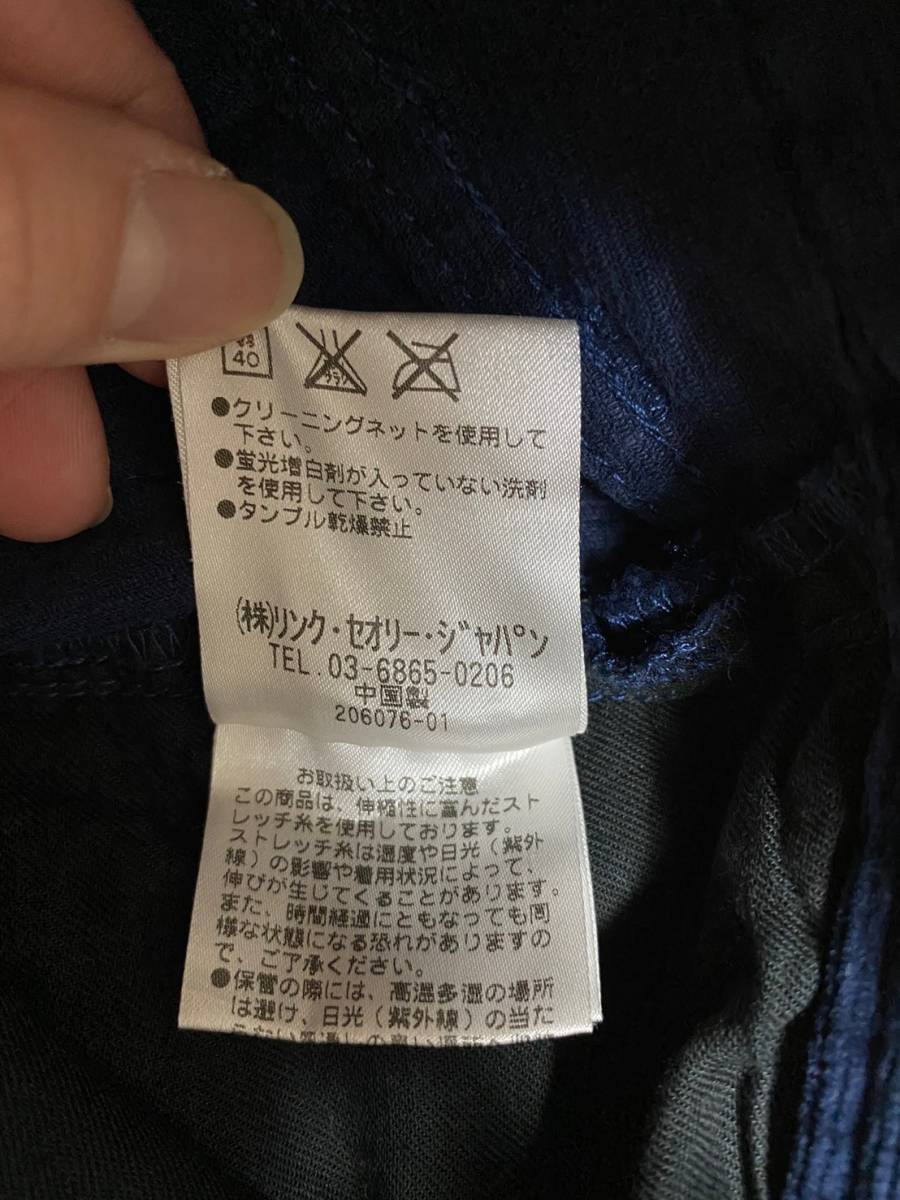 弱
40
エンソ
サラシ
●クリーニングネットを使用して
下さい。
●蛍光増白剤が入っていない洗剤
を使用して下さい。
●タンブル乾燥禁止
(株)リンク・セオリー・ジャパン
TEL.03-6865-0206
中国製
206076-01
お取扱い上のご注意
この商品は、伸縮性に富んだスト
レッチ糸を使用しております。
ストレッチ糸は湿度や日光(紫外
線)の影響や着用状況によって、
伸びが生じてくることがあります。
また、時間経過にともなっても同
様な状態になる恐れがありますの
で、ご了承ください。
●保管の際には、高温多湿の場所
は避け、日光(紫外線)の当た